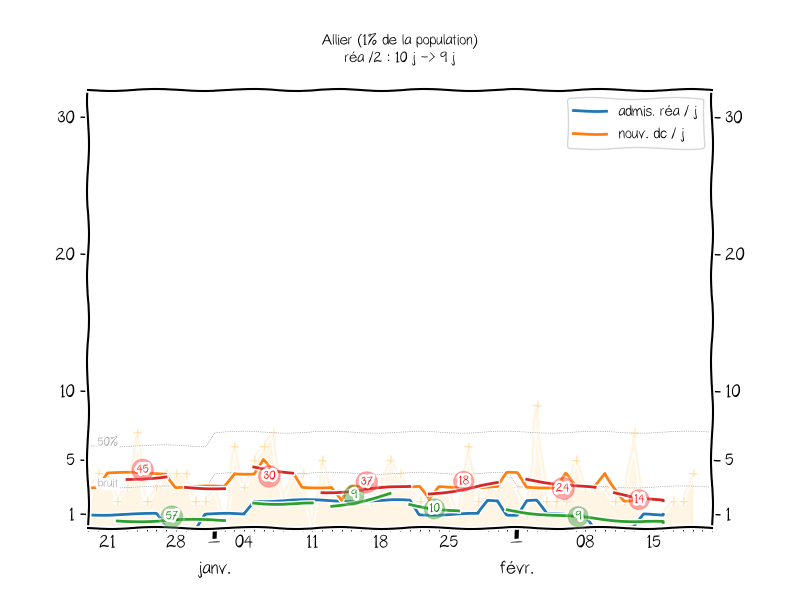 Allier (1% de la population)
réa /2 : 10 j -> 9 j
30 30
admis. réa / j
nouv. dc / j
20 20
10 10
50%
5 5
45
30
37
18
bruit
24
9
14
57
10
9
1 1
21 28 1 04 11 18 25 1 08 15
janv. févr.